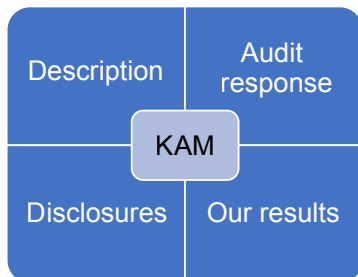 Description
Audit
response
KAM
Disclosures
Our results